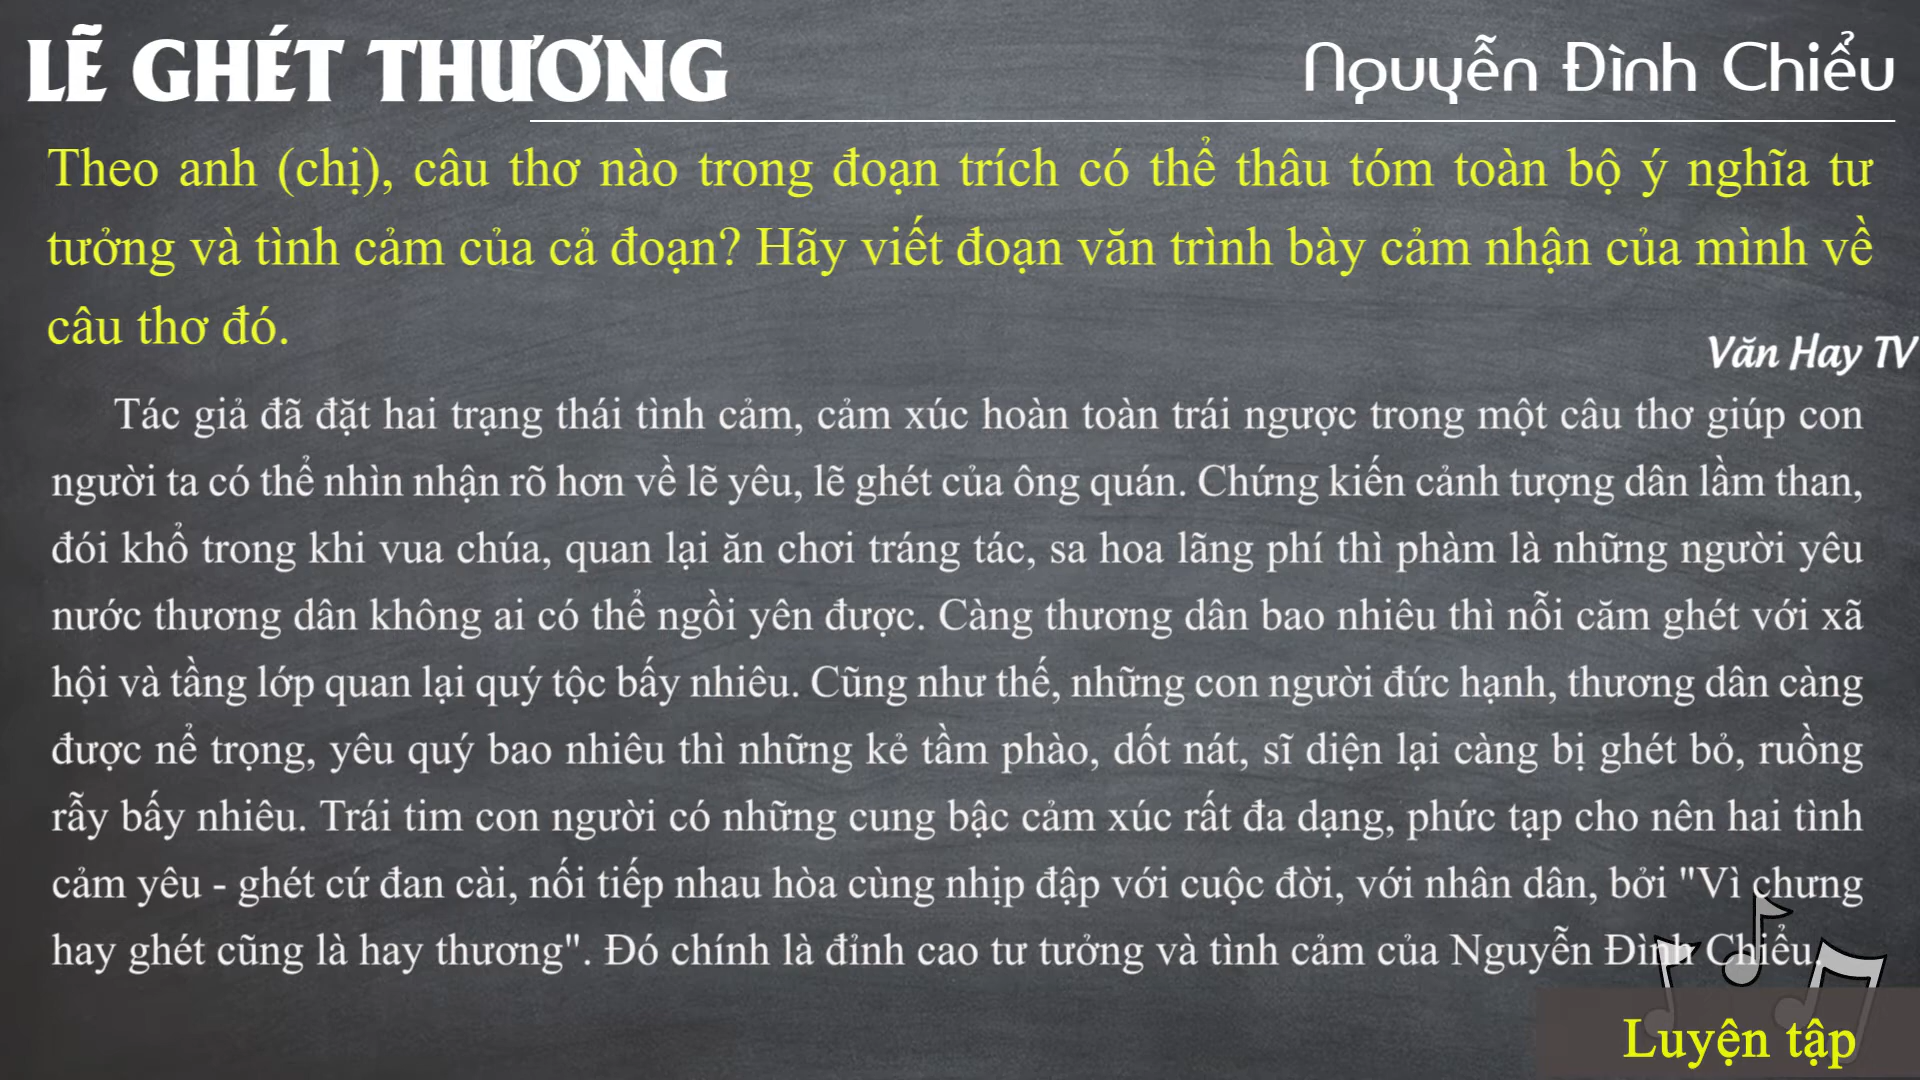 LẼ GHÉT THƯƠNG
Nguyễn Đình Chiểu
Theo anh (chị), câu thơ nào trong đoạn trích có thể thâu tóm toàn bộ ý nghĩa tư
tưởng và tình cảm của cả đoạn? Hãy viết đoạn văn trình bày cảm nhận của mình về
câu thơ đó.
Văn Hay TV
Tác giả đã đặt hai trạng thái tình cảm, cảm xúc hoàn toàn trái ngược trong một câu thơ giúp con
người ta có thể nhìn nhận rõ hơn về lẽ yêu, lẽ ghét của ông quán. Chứng kiến cảnh tượng dân lầm than,
đói khổ trong khi vua chúa, quan lại ăn chơi tráng tác, sa hoa lãng phí thì phàm là những người yêu
nước thương dân không ai có thể ngồi yên được. Càng thương dân bao nhiêu thì nỗi căm ghét với xã
hội và tầng lớp quan lại quý tộc bấy nhiêu. Cũng như thế, những con người đức hạnh, thương dân càng
được nể trọng, yêu quý bao nhiêu thì những kẻ tầm phào, dốt nát, sĩ diện lại càng bị ghét bỏ, ruồng
rẫy bấy nhiêu. Trái tim con người có những cung bậc cảm xúc rất đa dạng, phức tạp cho nên hai tình
cảm yêu - ghét cứ đan cài, nối tiếp nhau hòa cùng nhịp đập với cuộc đời, với nhân dân, bởi "Vì chưng
hay ghét cũng là hay thương". Đó chính là đỉnh cao tư tưởng và tình cảm của Nguyễn Đình Chiểu.
Luyện tập